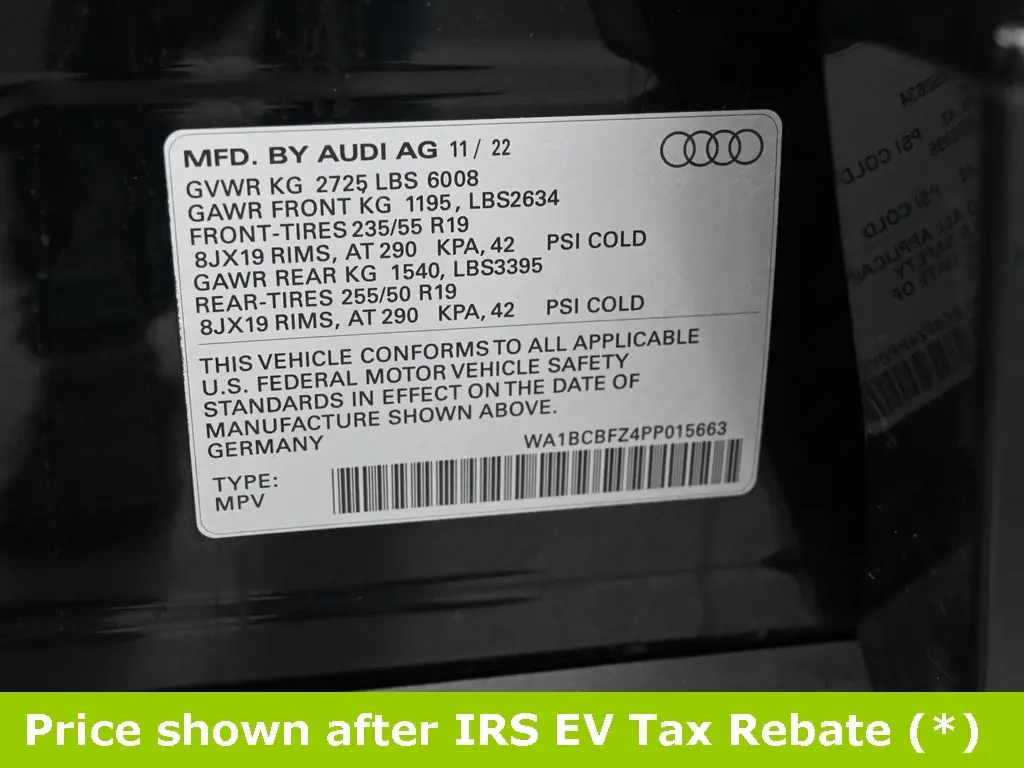 MFD. BY AUDI AG 11 / 22
GVWR KG 2725 LBS 6008
GAWR FRONT KG 1195, LBS2634
FRONT-TIRES 235/55 R19
8JX19 RIMS, AT 290 KPA, 42 PSI COLD
GAWR REAR KG 1540, LBS3395
REAR-TIRES 255/50 R19
8JX19 RIMS, AT 290 KPA, 42 PSI COLD
THIS VEHICLE CONFORMS TO ALL APPLICABLE
U.S. FEDERAL MOTOR VEHICLE SAFETY
STANDARDS IN EFFECT ON THE DATE OF
MANUFACTURE SHOWN ABOVE.
GERMANY
WA1BCBFZ4PP015663
TYPE:
MPV
Price shown after IRS EV Tax Rebate (*)